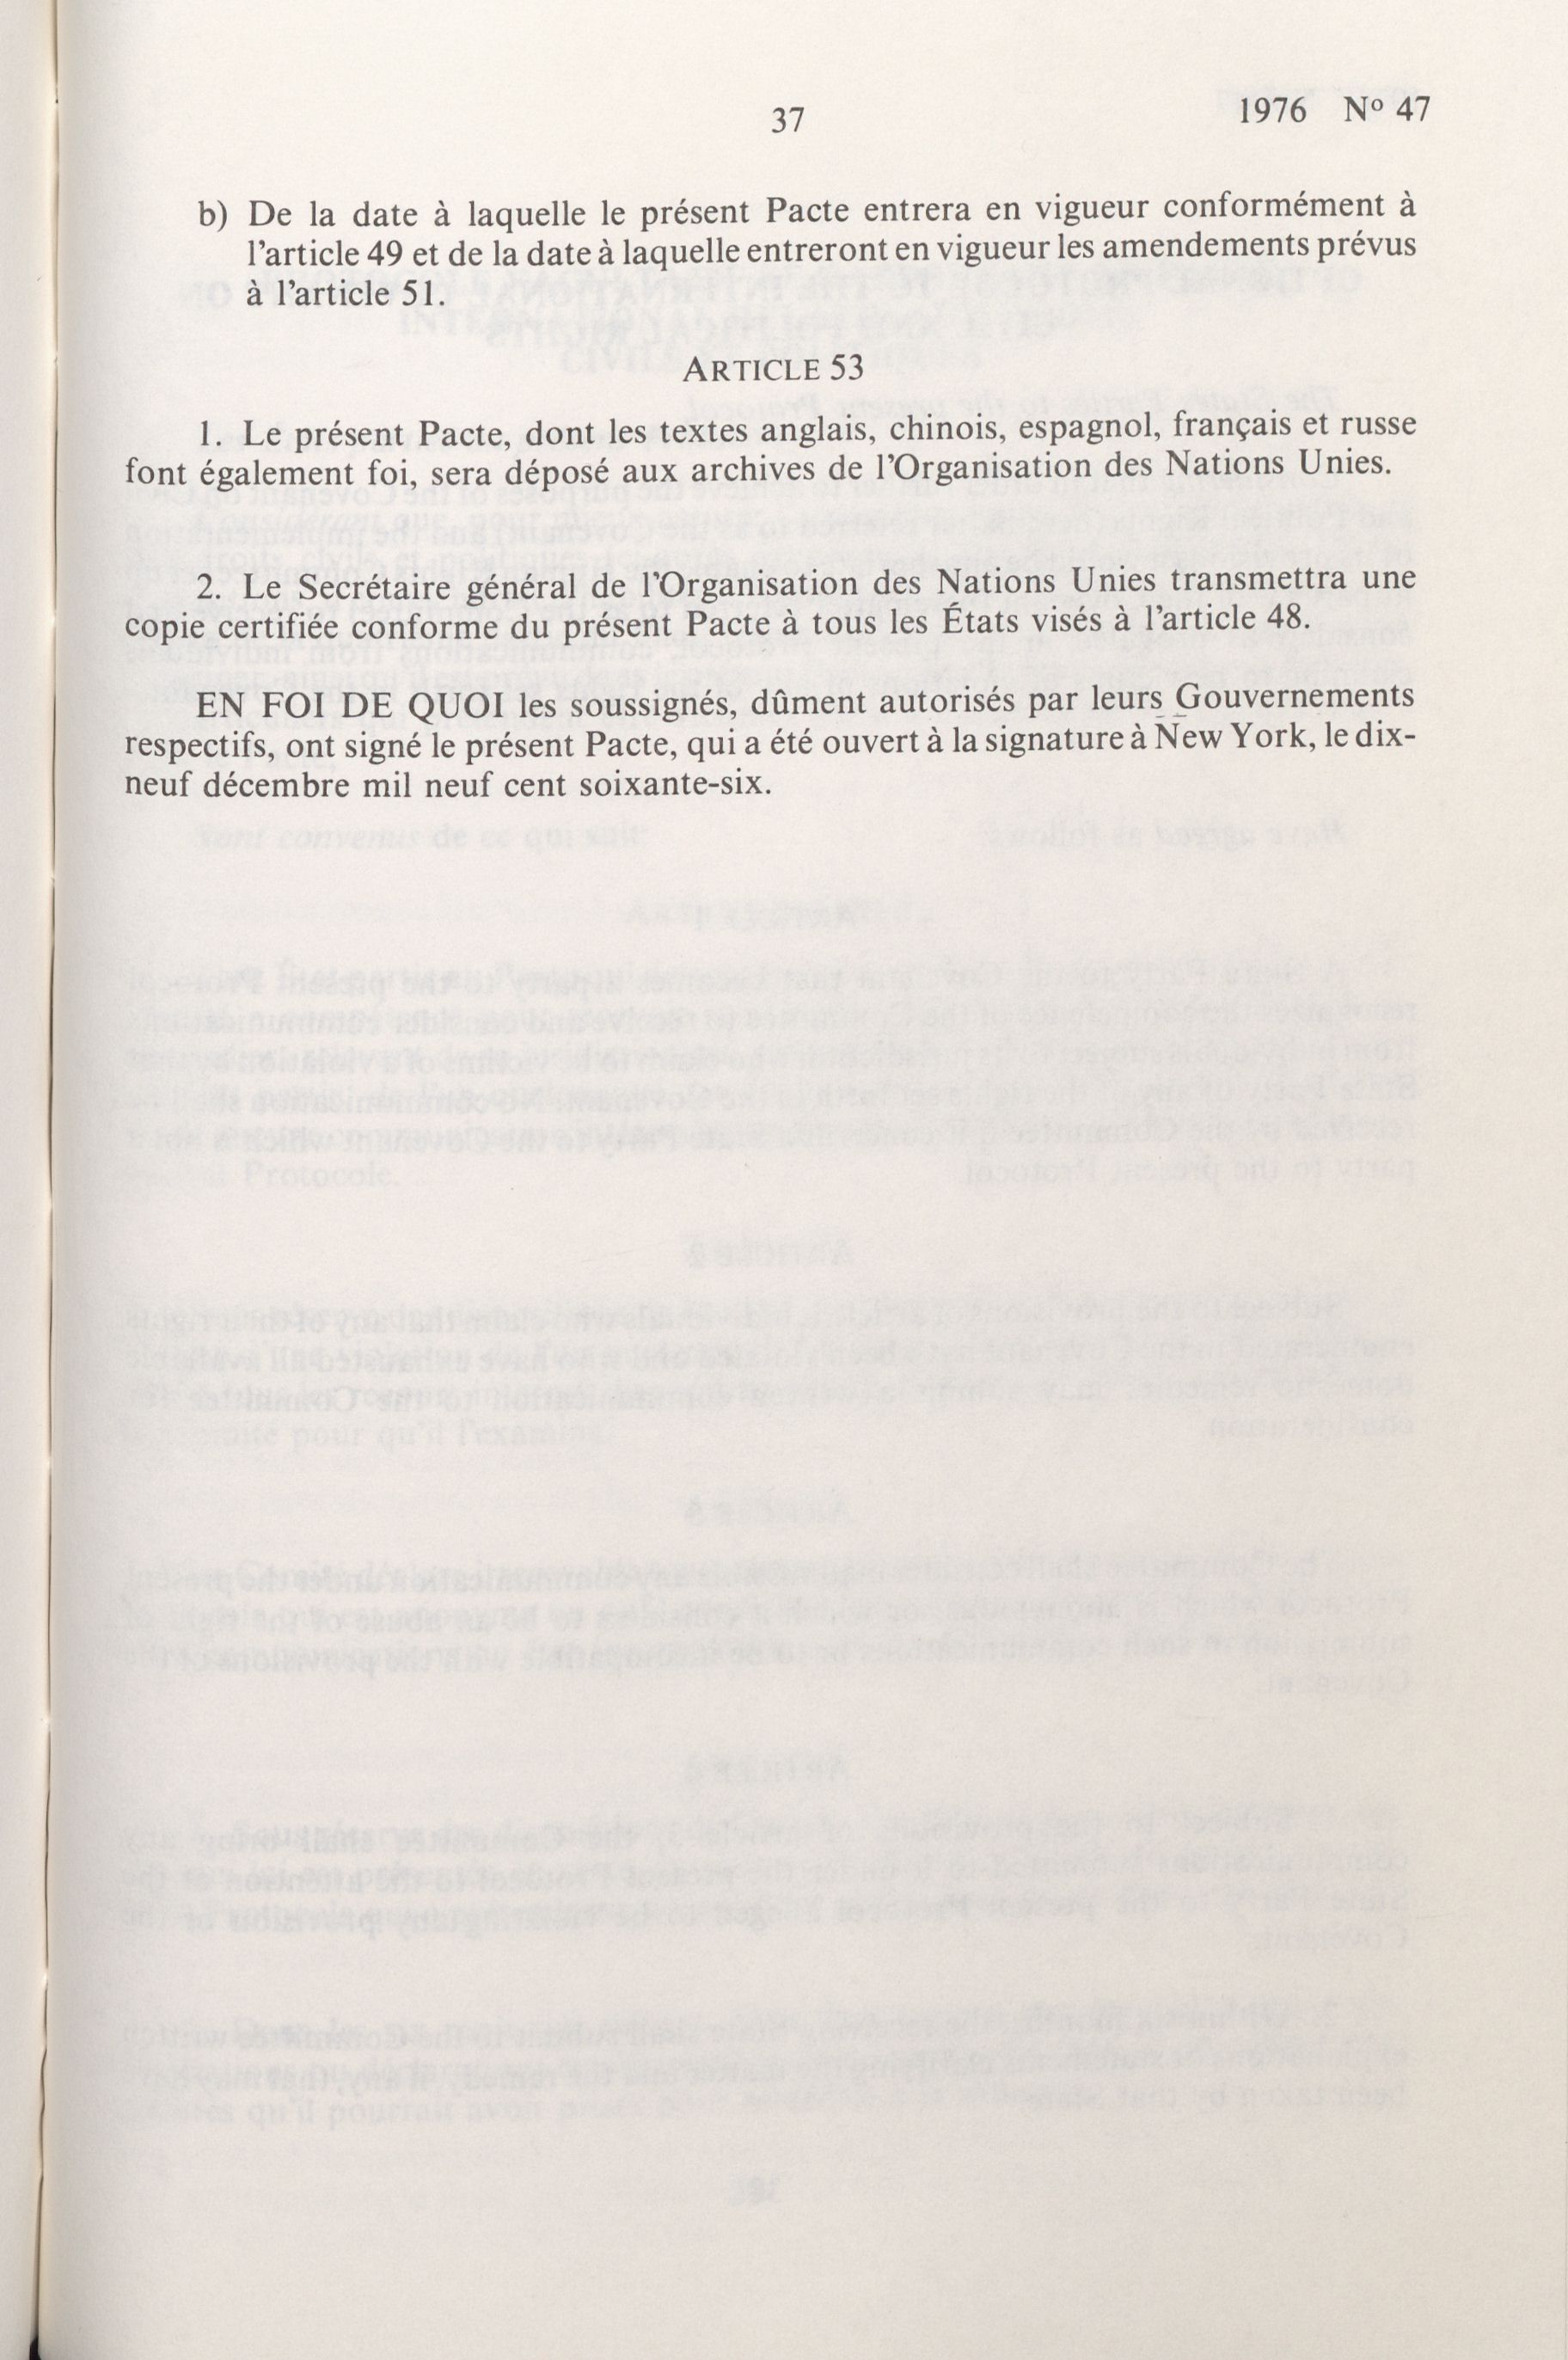 37
1976 Nº 47
b) De la date à laquelle le présent Pacte entrera en vigueur conformément à
l'article 49 et de la date à laquelle entreront en vigueur les amendements prévus
à l'article 51.
ARTICLE 53
1. Le présent Pacte, dont les textes anglais, chinois, espagnol, français et russe
font également foi, sera déposé aux archives de l'Organisation des Nations Unies.
2. Le Secrétaire général de l'Organisation des Nations Unies transmettra une
copie certifiée conforme du présent Pacte à tous les États visés à l'article 48.
EN FOI DE QUOI les soussignés, dûment autorisés par leurs Gouvernements
respectifs, ont signé le présent Pacte, qui a été ouvert à la signature à New York, le dix-
neuf décembre mil neuf cent soixante-six.